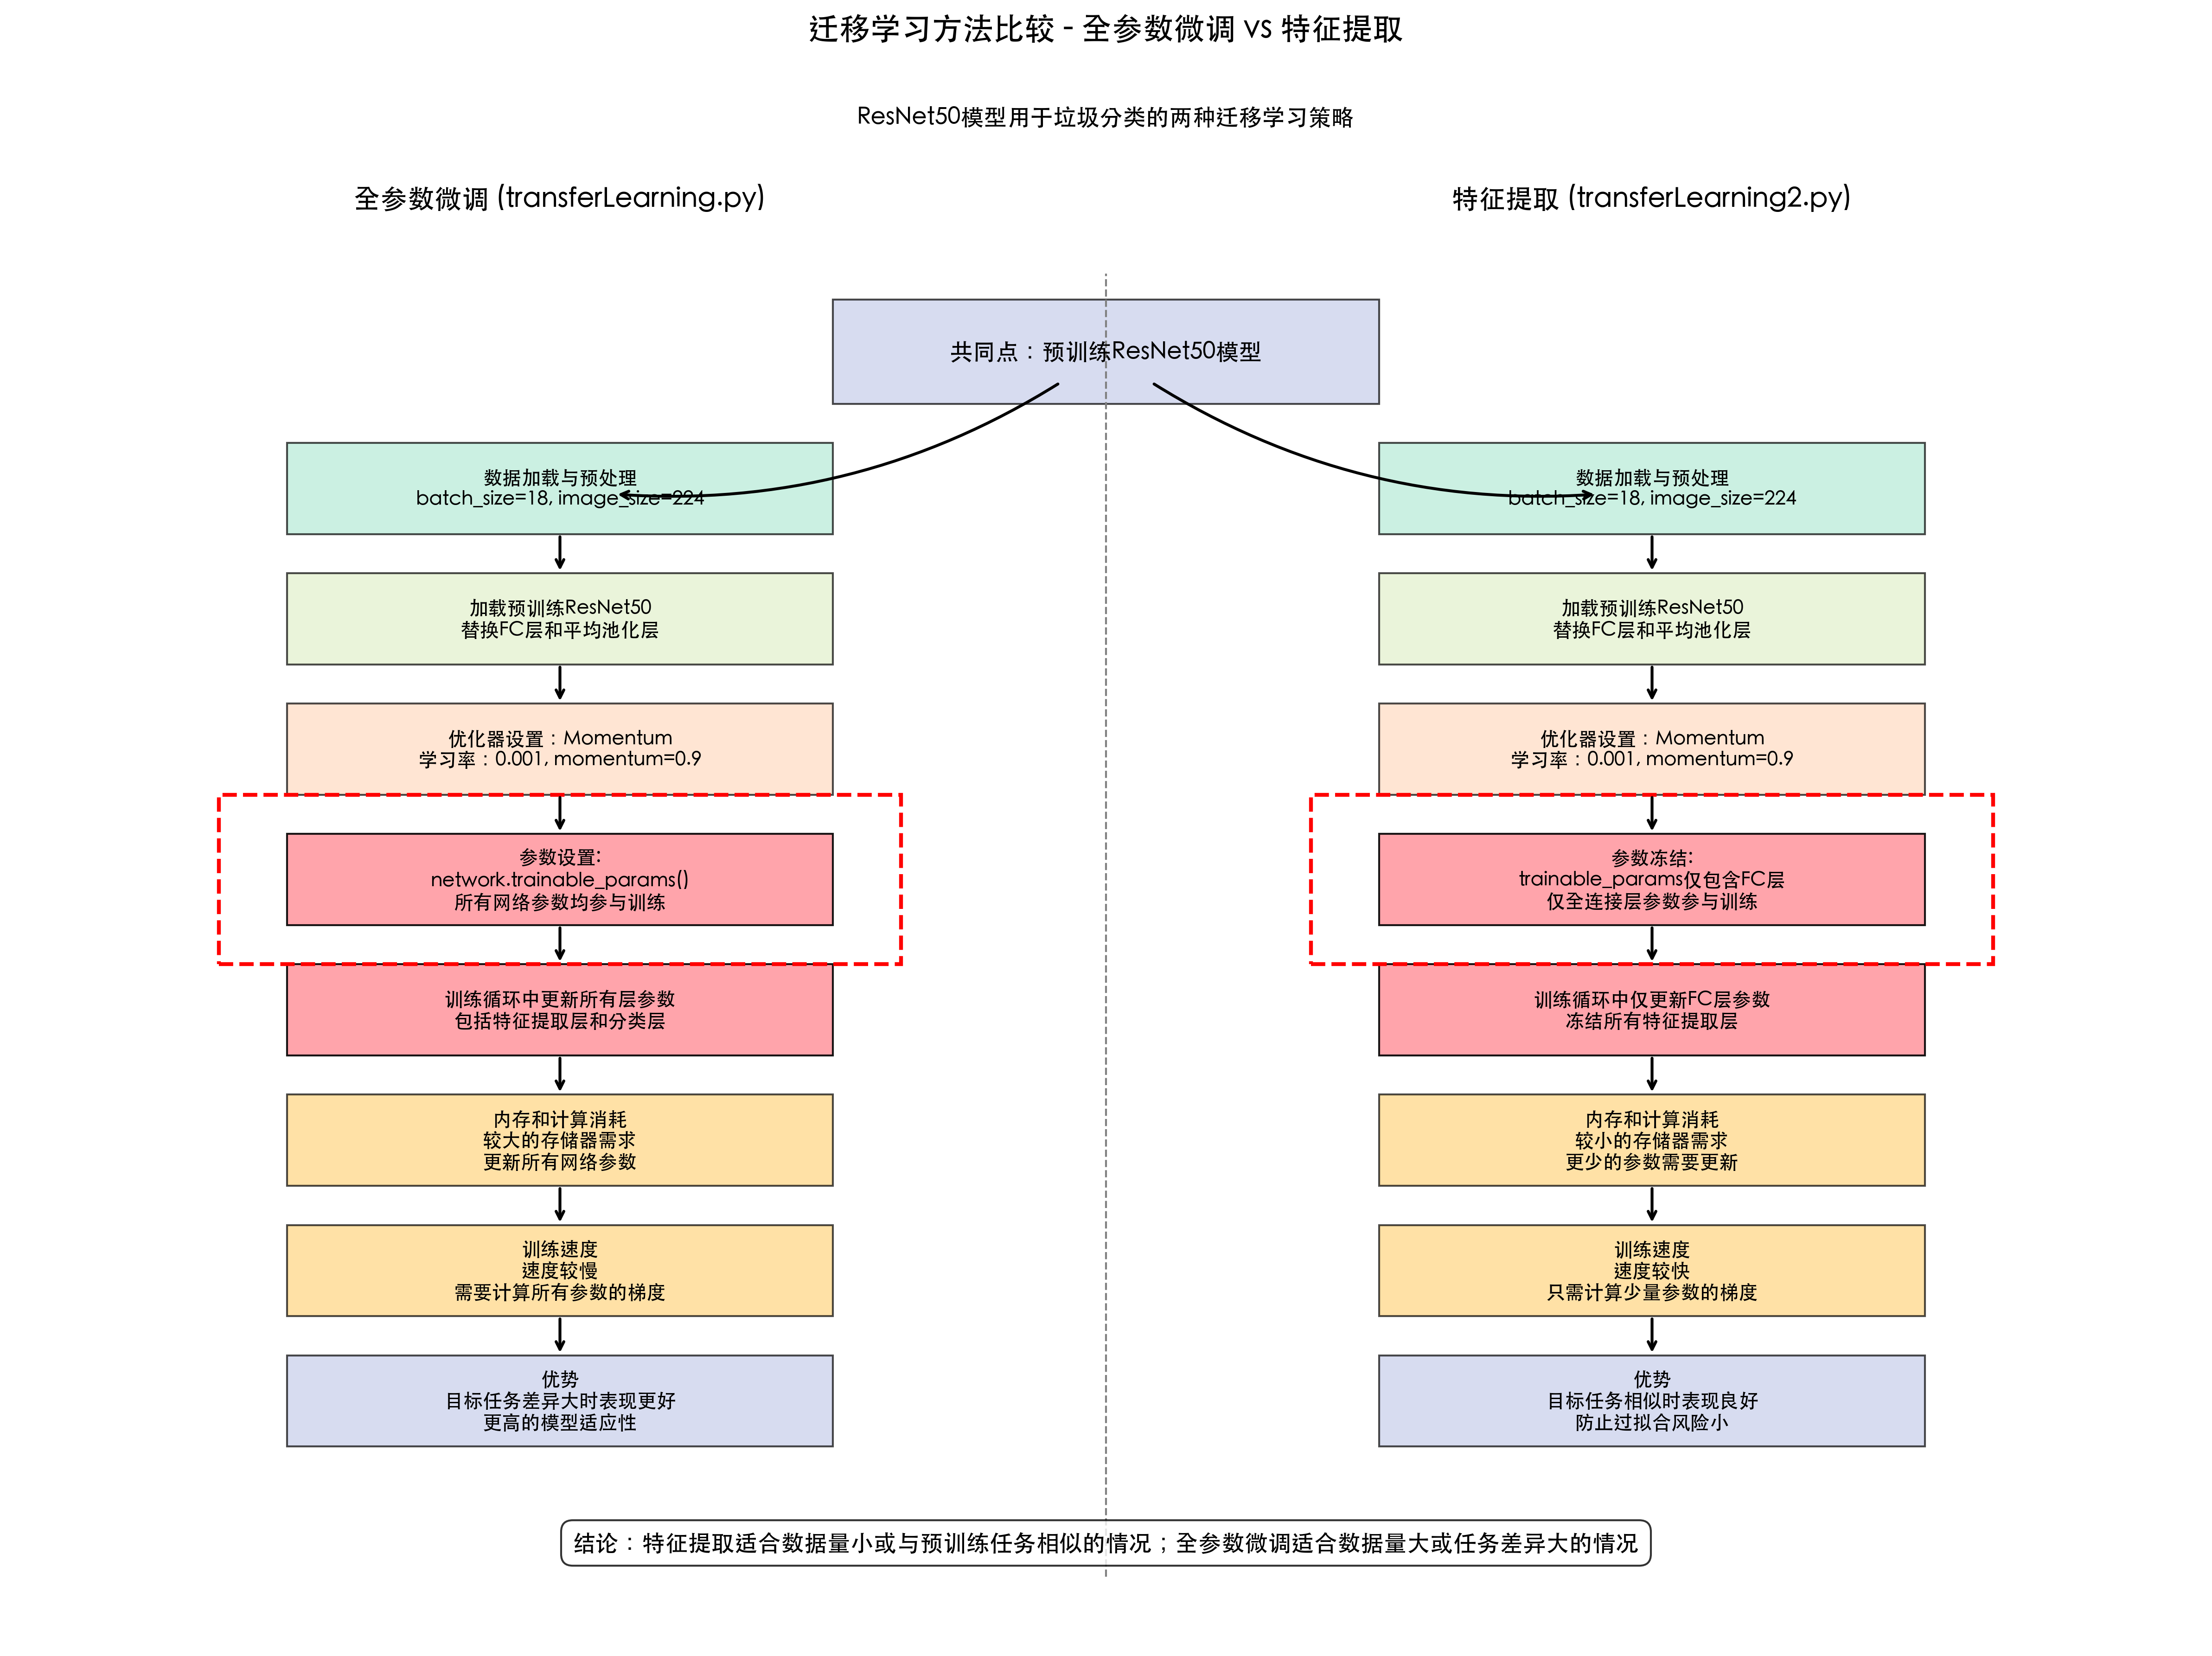 迁移学习方法比较 - 全参数微调 vs 特征提取
ResNet50模型用于垃圾分类的两种迁移学习策略
全参数微调 (transferLearning.py)
特征提取 (transferLearning2.py)
共同点：预训练ResNet50模型
数据加载与预处理
batch_size=18, image_size=224
加载预训练ResNet50
替换FC层和平均池化层
优化器设置：Momentum
学习率：0.001, momentum=0.9
参数设置:
network.trainable_params()
所有网络参数均参与训练
训练循环中更新所有层参数
包括特征提取层和分类层
内存和计算消耗
较大的存储器需求
更新所有网络参数
训练速度
速度较慢
需要计算所有参数的梯度
优势
目标任务差异大时表现更好
更高的模型适应性
数据加载与预处理
batch_size=18, image_size=224
加载预训练ResNet50
替换FC层和平均池化层
优化器设置：Momentum
学习率：0.001, momentum=0.9
参数冻结:
trainable_params仅包含FC层
仅全连接层参数参与训练
训练循环中仅更新FC层参数
冻结所有特征提取层
内存和计算消耗
较小的存储器需求
更少的参数需要更新
训练速度
速度较快
只需计算少量参数的梯度
优势
目标任务相似时表现良好
防止过拟合风险小
结论：特征提取适合数据量小或与预训练任务相似的情况；全参数微调适合数据量大或任务差异大的情况